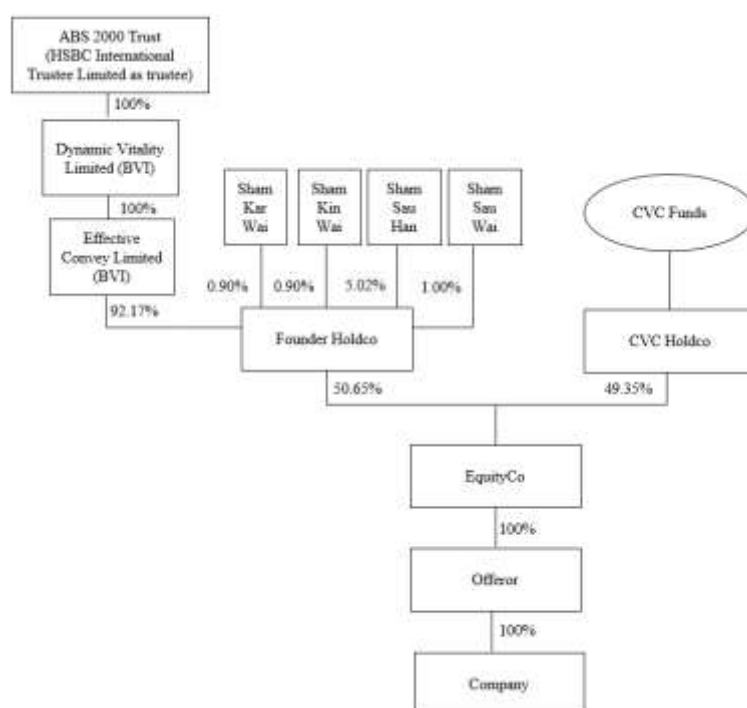 ABS 2000 Trust
(HSBC International
Trustee Limited as trustee)
100%
Dynamic Vitality
Limited (BVI)
100%
Effective
Convey Limited
(BVI)
92.17%
Sham
Kar
Wai
Sham
Kin
Wai
Sham
Sau
Han
Sham
Sau
Wai
CVC Funds
0.90%
0.90%
5.02%
1.00%
Founder Holdco
CVC Holdco
50.65%
49.35%
EquityCo
100%
Offeror
100%
Company